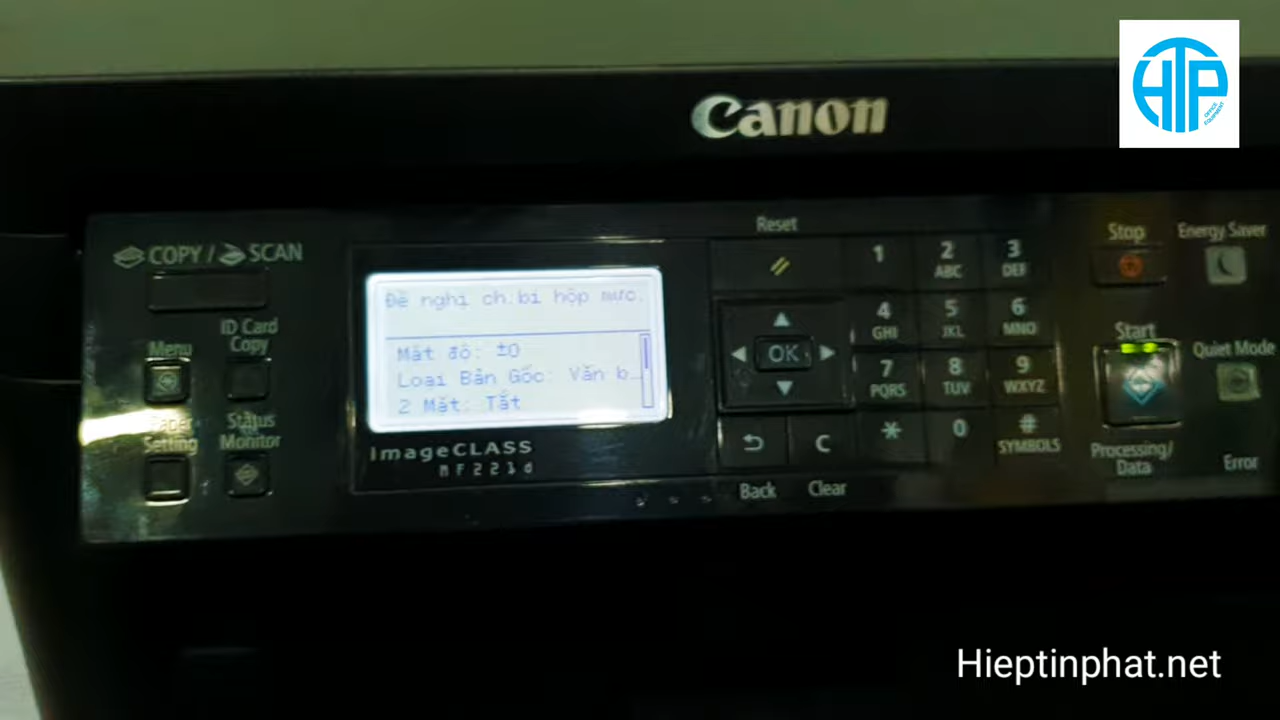 HTP
OFFICE
EQUIPMENT
Canon
COPY / SCAN
ID Card
Copy
Menu
Paper
Setting
Status
Monitor
Đề nghị ch.bị hộp mực.
Mật độ: ±0
Loại Bản Gốc: Văn b...
2 Mặt: Tắt
imageCLASS
Reset
OK
Back
Clear
C
1
2
ABC
3
DEF
4
GHI
5
JKL
6
MNO
7
PQRS
8
TUV
9
WXYZ
*
0
#
SYMBOLS
Stop
Energy Saver
Start
Quiet Mode
Processing/
Data
Error
Hieptinphat.net